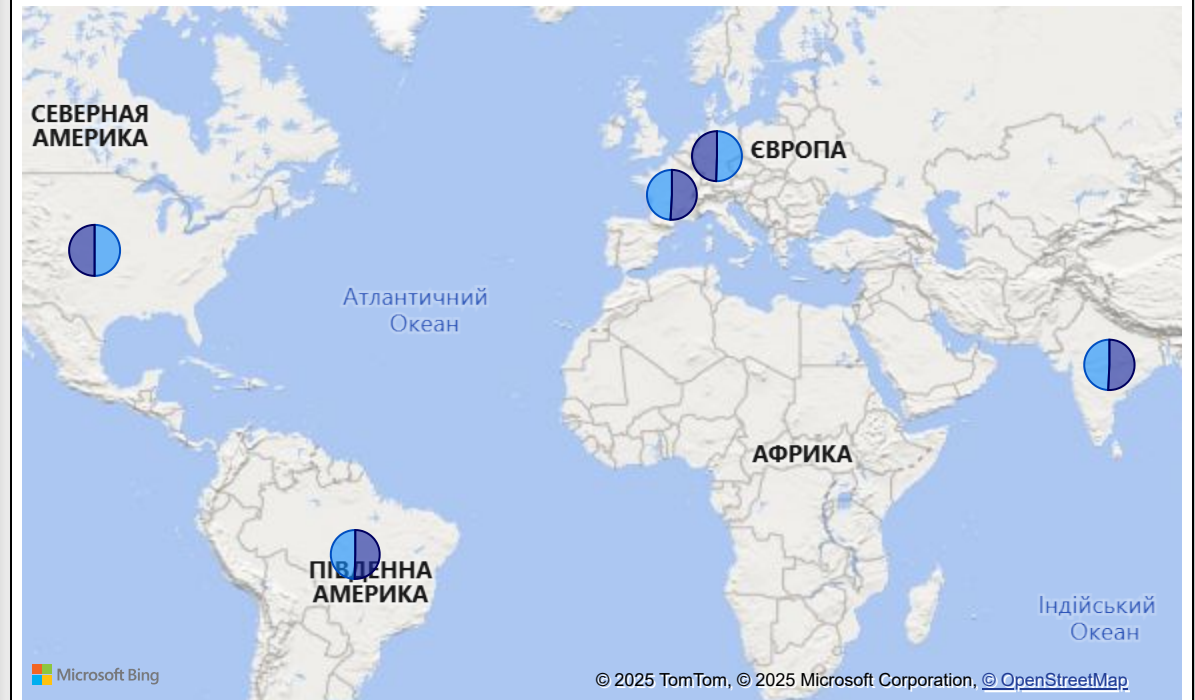 СЕВЕРНАЯ
АМЕРИКА
ЄВРОПА
Атлантичний
Океан
АФРИКА
ПІВДЕННА
АМЕРИКА
Індійський
Океан
Microsoft Bing
© 2025 TomTom, © 2025 Microsoft Corporation, © OpenStreetMap